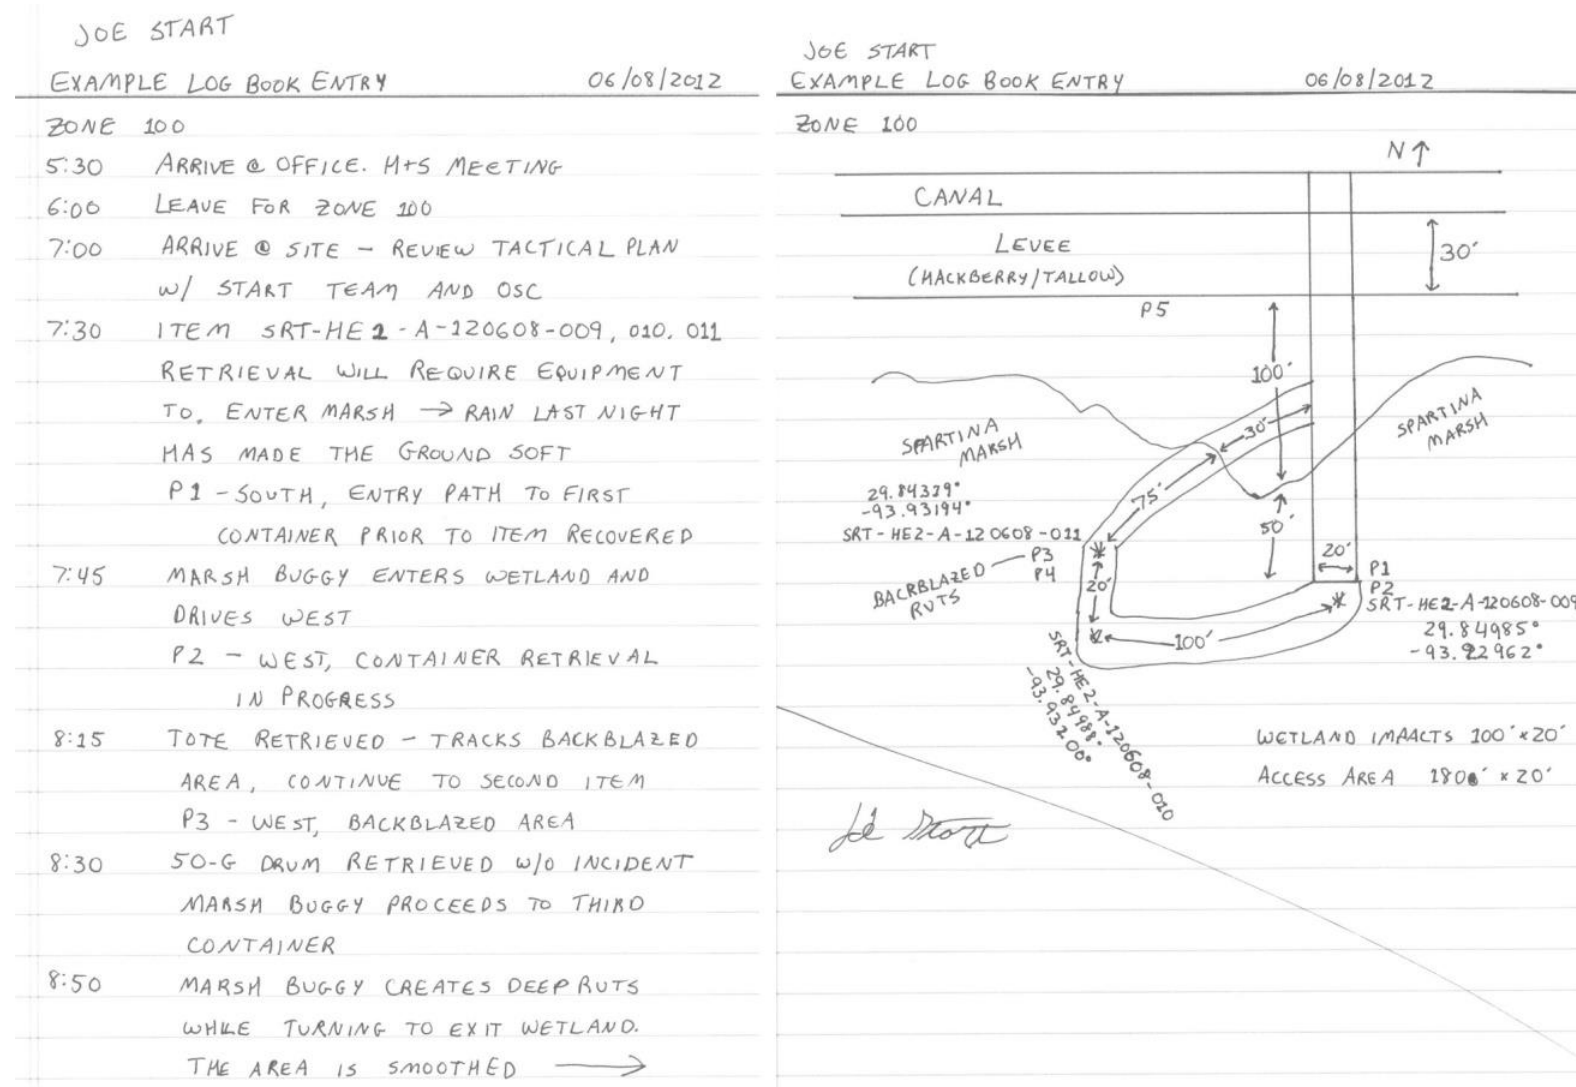 JOE START
EXAMPLE LOG BOOK ENTRY 06/08/2012
ZONE 100
5:30 ARRIVE @ OFFICE. H+S MEETING
6:00 LEAVE FOR ZONE 100
7:00 ARRIVE @ SITE - REVIEW TACTICAL PLAN
W/ START TEAM AND OSC
7:30 ITEM SRT-HE2-A-120608-009, 010, 011
RETRIEVAL WILL REQUIRE EQUIPMENT
TO. ENTER MARSH → RAIN LAST NIGHT
HAS MADE THE GROUND SOFT
P1 - SOUTH, ENTRY PATH TO FIRST
CONTAINER PRIOR TO ITEM RECOVERED
7:45 MARSH BUGGY ENTERS WETLAND AND
DRIVES WEST
P2 - WEST, CONTAINER RETRIEVAL
IN PROGRESS
8:15 TOTE RETRIEVED - TRACKS BACKBLAZED
AREA, CONTINUE TO SECOND ITEM
P3 - WEST, BACKBLAZED AREA
8:30 50-G DRUM RETRIEVED W/O INCIDENT
MARSH BUGGY PROCEEDS TO THIRD
CONTAINER
8:50 MARSH BUGGY CREATES DEEP RUTS
WHILE TURNING TO EXIT WETLAND.
THE AREA IS SMOOTHED →
JOE START
EXAMPLE LOG BOOK ENTRY 06/08/2012
ZONE 100
N ↑
CANAL
LEVEE
(HACKBERRY/TALLOW)
30'
P5
100'
SPARTINA
MARSH
30'
SPARTINA
MARSH
29.84339°
-93.93194°
75'
SRT-HE2-A-120608-011
50'
BACKBLAZED
RUTS
P3
P4
20'
20'
P1
P2
SRT-HE2-A-120608-009
29.84985°
-93.92962°
100'
SRT-HE2-A-120608-010
29.84988°
-93.93200°
WETLAND IMPACTS 100' x 20'
ACCESS AREA 180' x 20'
Joe Start